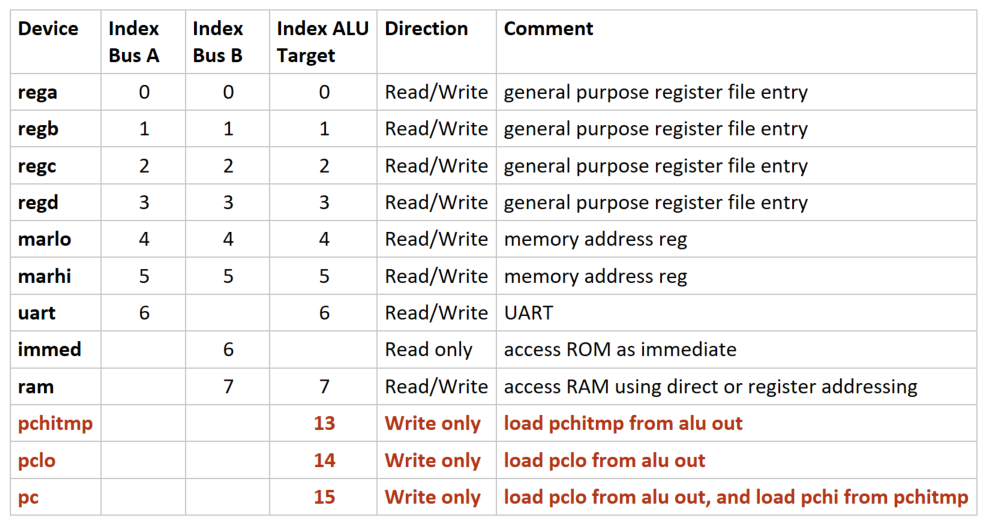 Device Index Bus A Index Bus B Index ALU Target Direction Comment
rega 0 0 0 Read/Write general purpose register file entry
regb 1 1 1 Read/Write general purpose register file entry
regc 2 2 2 Read/Write general purpose register file entry
regd 3 3 3 Read/Write general purpose register file entry
marlo 4 4 4 Read/Write memory address reg
marhi 5 5 5 Read/Write memory address reg
uart 6 6 Read/Write UART
immed 6 Read only access ROM as immediate
ram 7 7 Read/Write access RAM using direct or register addressing
pchitmp 13 Write only load pchitmp from alu out
pclo 14 Write only load pclo from alu out
pc 15 Write only load pclo from alu out, and load pchi from pchitmp